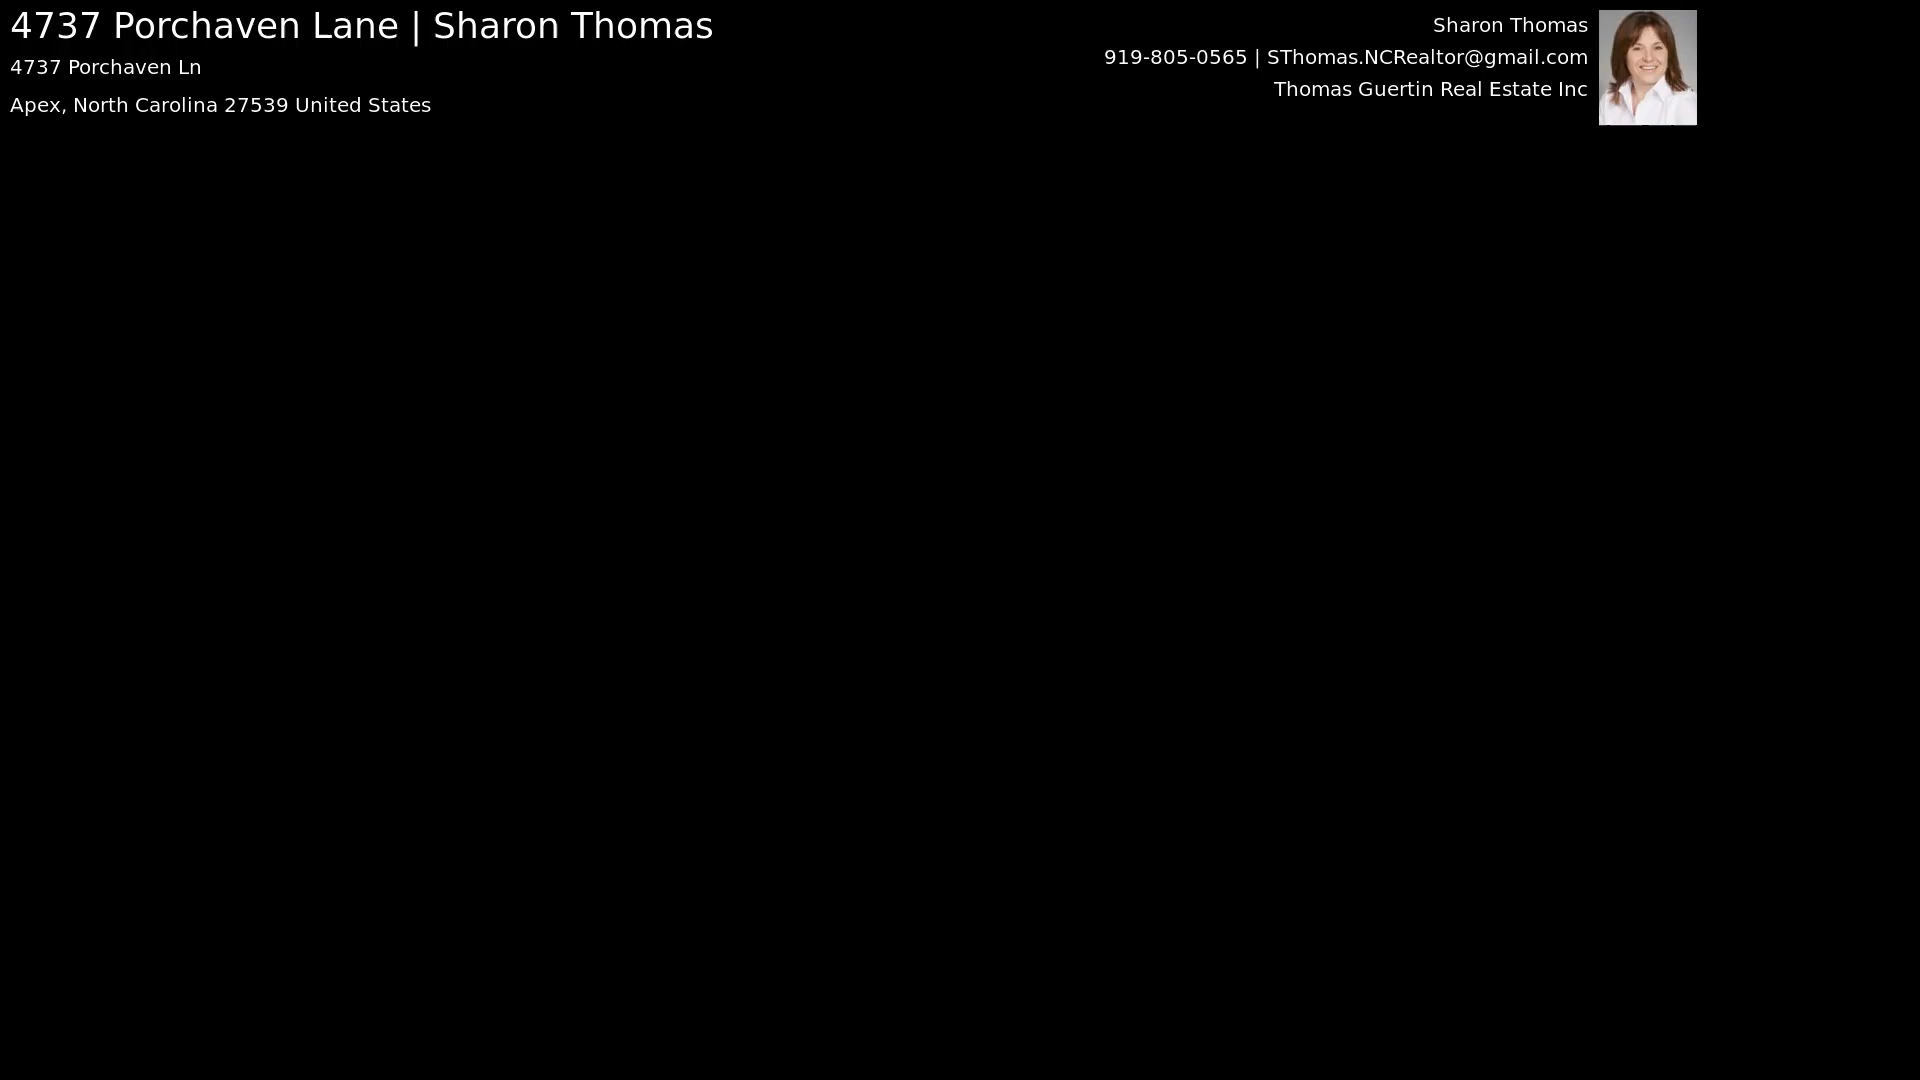 4737 Porchaven Lane | Sharon Thomas
4737 Porchaven Ln
Apex, North Carolina 27539 United States
Sharon Thomas
919-805-0565 | SThomas.NCRealtor@gmail.com
Thomas Guertin Real Estate Inc